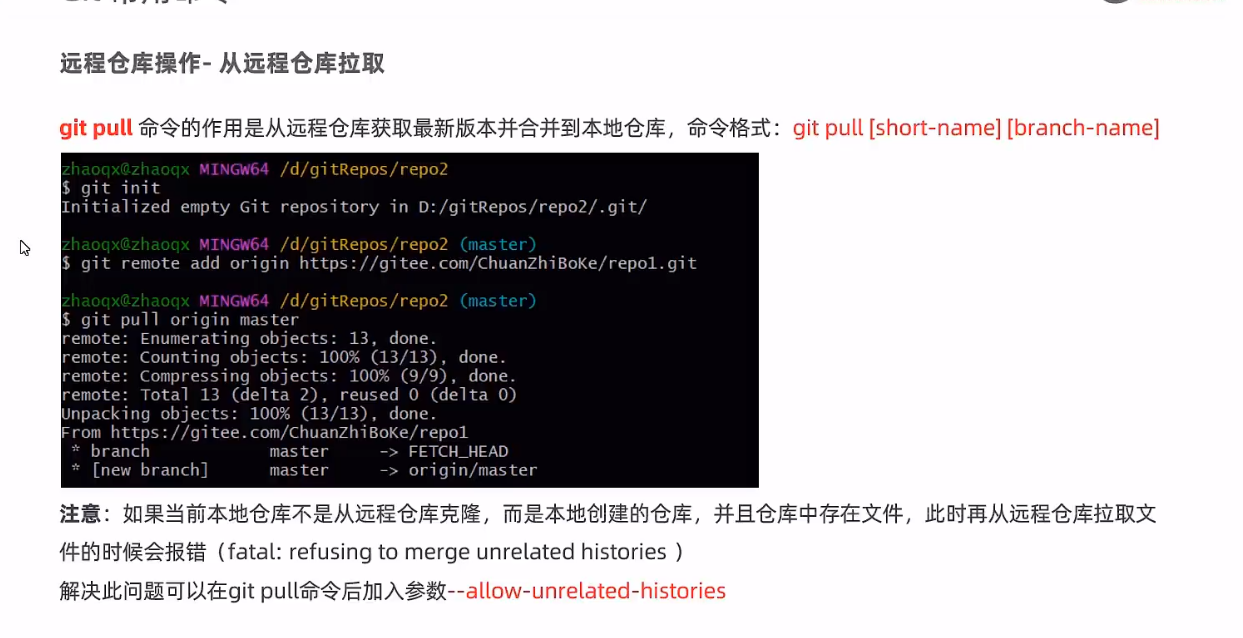 远程仓库操作- 从远程仓库拉取
git pull 命令的作用是从远程仓库获取最新版本并合并到本地仓库，命令格式：git pull [short-name] [branch-name]
zhaoqx@zhaoqx MINGW64 /d/gitRepos/repo2
$ git init
Initialized empty Git repository in D:/gitRepos/repo2/.git/
zhaoqx@zhaoqx MINGW64 /d/gitRepos/repo2 (master)
$ git remote add origin https://gitee.com/ChuanZhiBoKe/repo1.git
zhaoqx@zhaoqx MINGW64 /d/gitRepos/repo2 (master)
$ git pull origin master
remote: Enumerating objects: 13, done.
remote: Counting objects: 100% (13/13), done.
remote: Compressing objects: 100% (9/9), done.
remote: Total 13 (delta 2), reused 0 (delta 0)
Unpacking objects: 100% (13/13), done.
From https://gitee.com/ChuanZhiBoKe/repo1
 * branch            master     -> FETCH_HEAD
 * [new branch]      master     -> origin/master
注意：如果当前本地仓库不是从远程仓库克隆，而是本地创建的仓库，并且仓库中存在文件，此时再从远程仓库拉取文
件的时候会报错（fatal: refusing to merge unrelated histories ）
解决此问题可以在git pull命令后加入参数--allow-unrelated-histories